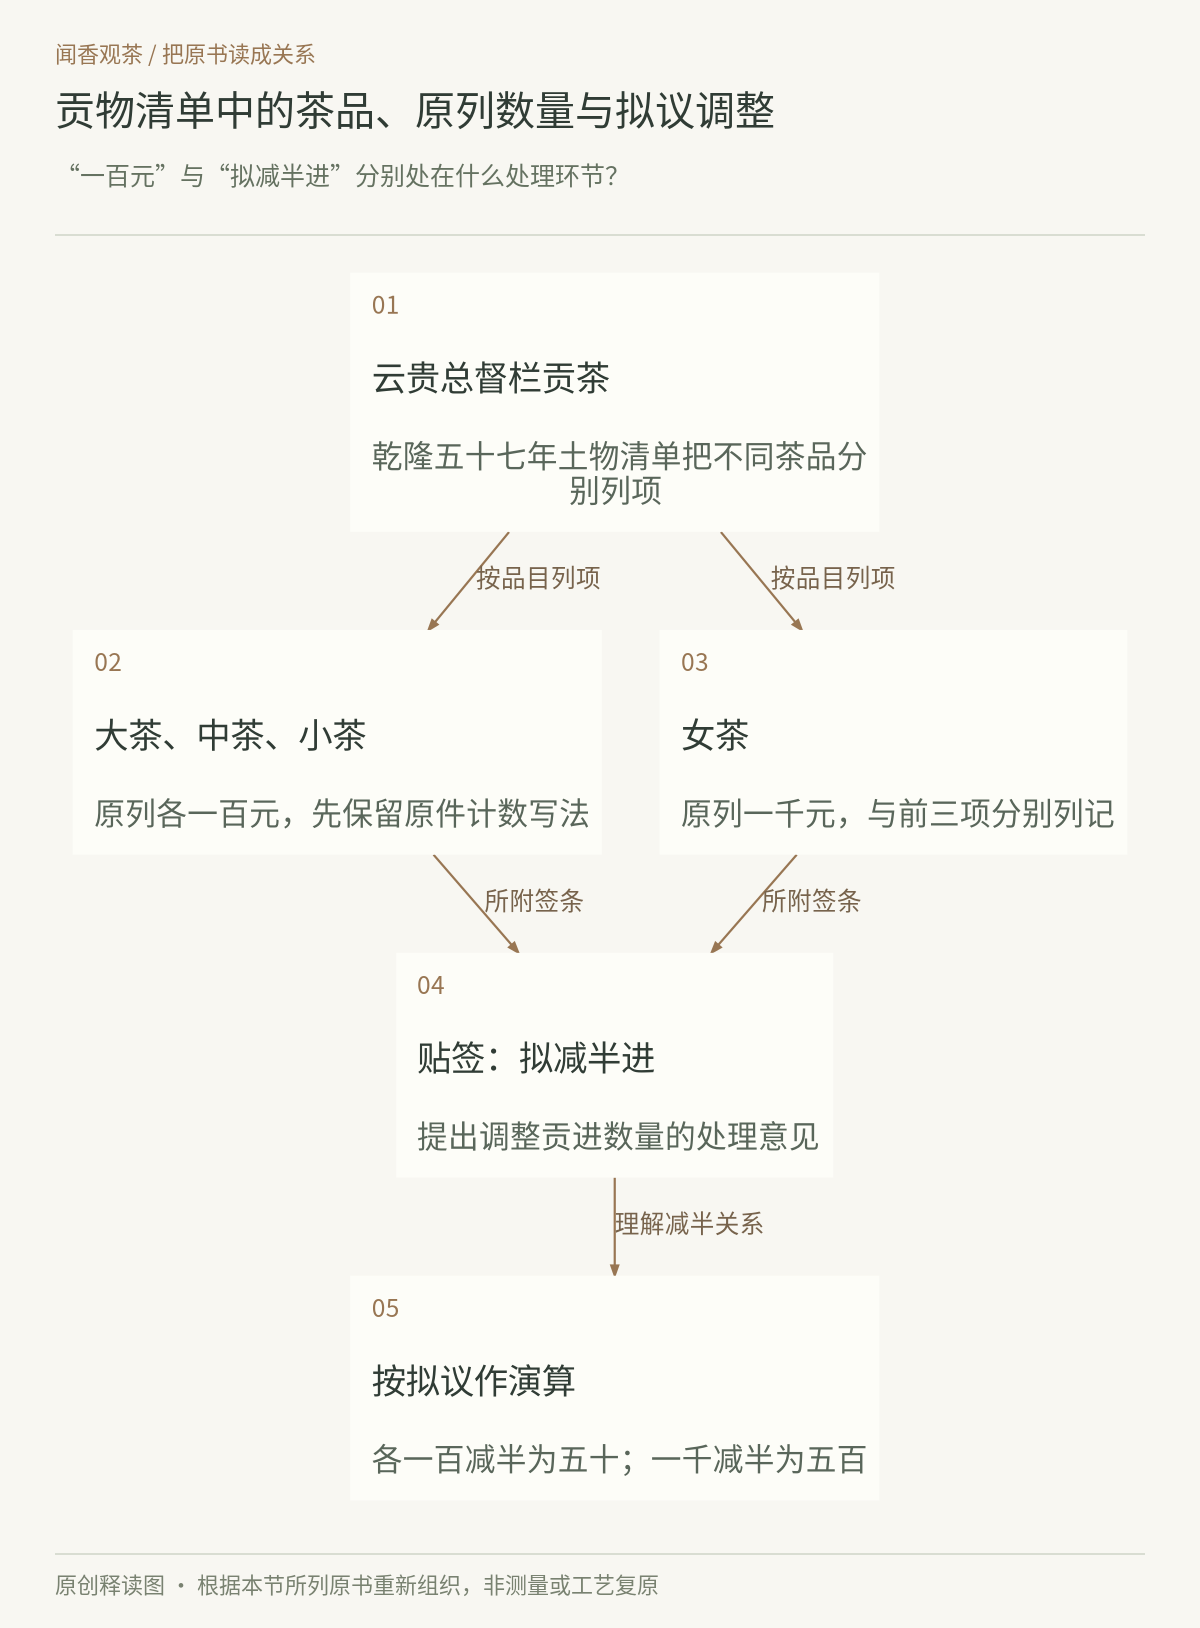 闻香观茶 / 把原书读成关系
贡物清单中的茶品、原列数量与拟议调整
“一百元”与“拟减半进”分别处在什么处理环节？
01
云贵总督栏贡茶
乾隆五十七年土物清单把不同茶品分
别列项
按品目列项
按品目列项
02
大茶、中茶、小茶
原列各一百元，先保留原件计数写法
03
女茶
原列一千元，与前三项分别列记
所附签条
所附签条
04
贴签：拟减半进
提出调整贡进数量的处理意见
理解减半关系
05
按拟议作演算
各一百减半为五十；一千减半为五百
原创释读图 · 根据本节所列原书重新组织，非测量或工艺复原